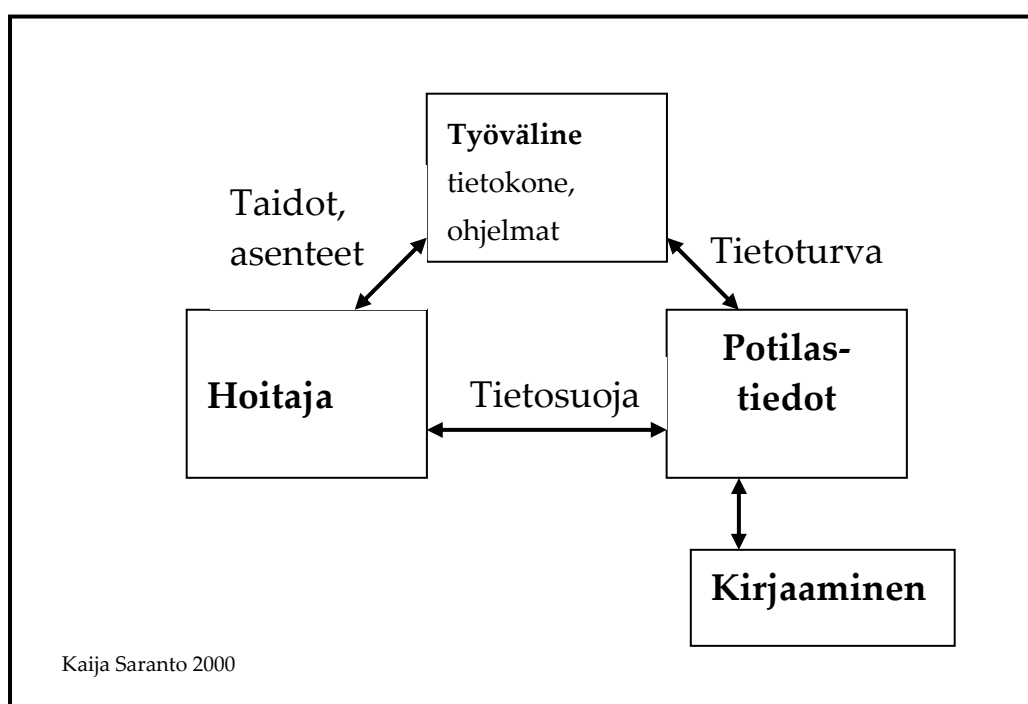 Työväline
tietokone,
ohjelmat
Taidot,
asenteet
Tietoturva
Hoitaja
Tietosuoja
Potilas-
tiedot
Kirjaaminen
Kaija Saranto 2000